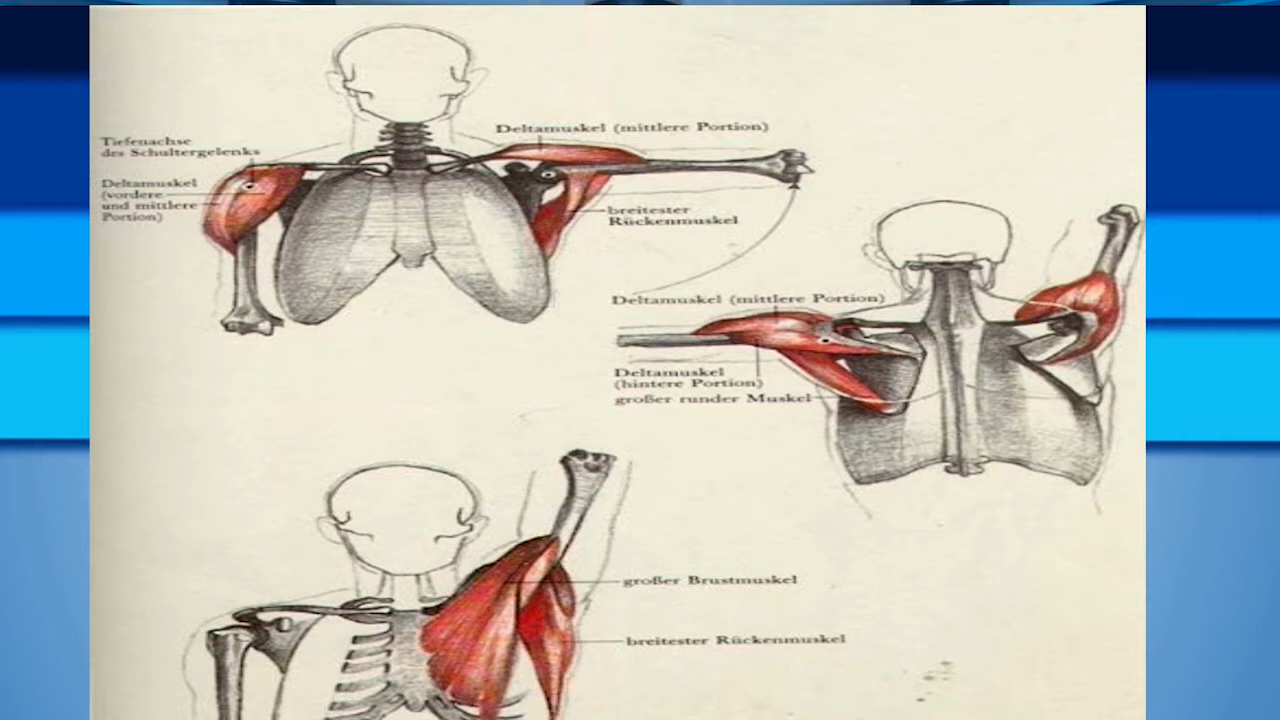 Deltamuskel (mittlere Portion)
Tiefenachse
des Schultergelenks
Deltamuskel
(vordere
und mittlere
Portion)
breitester
Rückenmuskel
Deltamuskel (mittlere Portion)
Deltamuskel
(hintere Portion)
großer runder Muskel
großer Brustmuskel
breitester Rückenmuskel